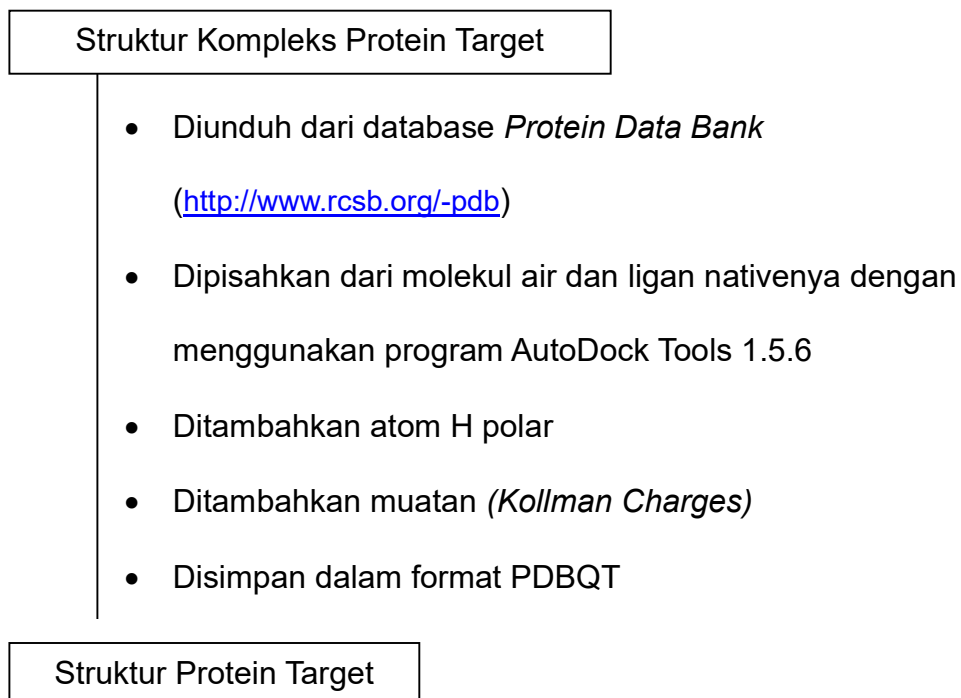 Struktur Kompleks Protein Target
• Diunduh dari database Protein Data Bank
(http://www.rcsb.org/-pdb)
• Dipisahkan dari molekul air dan ligan nativenya dengan
menggunakan program AutoDock Tools 1.5.6
• Ditambahkan atom H polar
• Ditambahkan muatan (Kollman Charges)
• Disimpan dalam format PDBQT
Struktur Protein Target